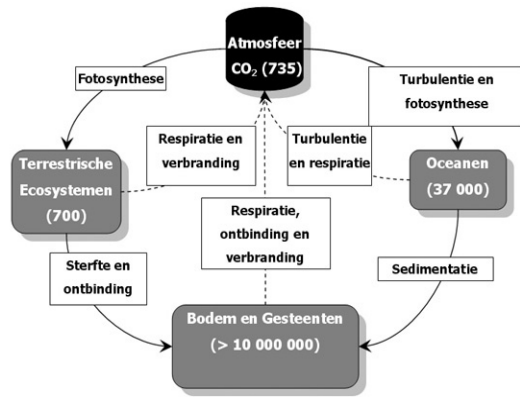 Atmosfeer
CO₂ (735)
Fotosynthese
Turbulentie en
fotosynthese
Respiratie en
verbranding
Turbulentie
en respiratie
Terrestrische
Ecosystemen
(700)
Oceanen
(37 000)
Respiratie,
ontbinding en
verbranding
Sterfte en
ontbinding
Sedimentatie
Bodem en Gesteenten
(> 10 000 000)